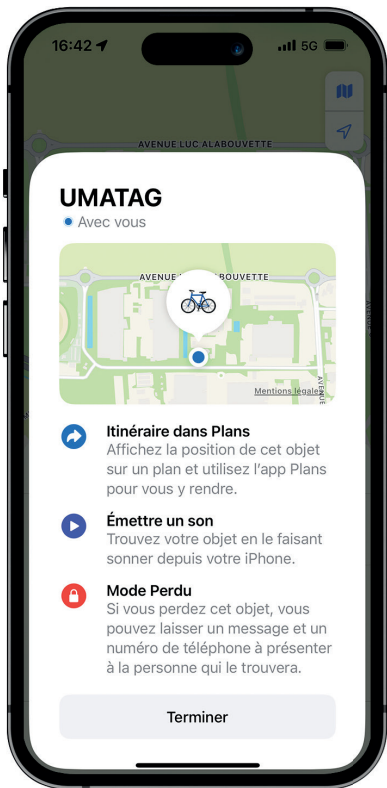 16:42
5G
AVENUE LUC ALABOUVETTE
UMATAG
Avec vous
AVENUE BOUVETTE
Mentions légales
AVENUE
Itinéraire dans Plans
Affichez la position de cet objet
sur un plan et utilisez l’app Plans
pour vous y rendre.
Émettre un son
Trouvez votre objet en le faisant
sonner depuis votre iPhone.
Mode Perdu
Si vous perdez cet objet, vous
pouvez laisser un message et un
numéro de téléphone à présenter
à la personne qui le trouvera.
Terminer